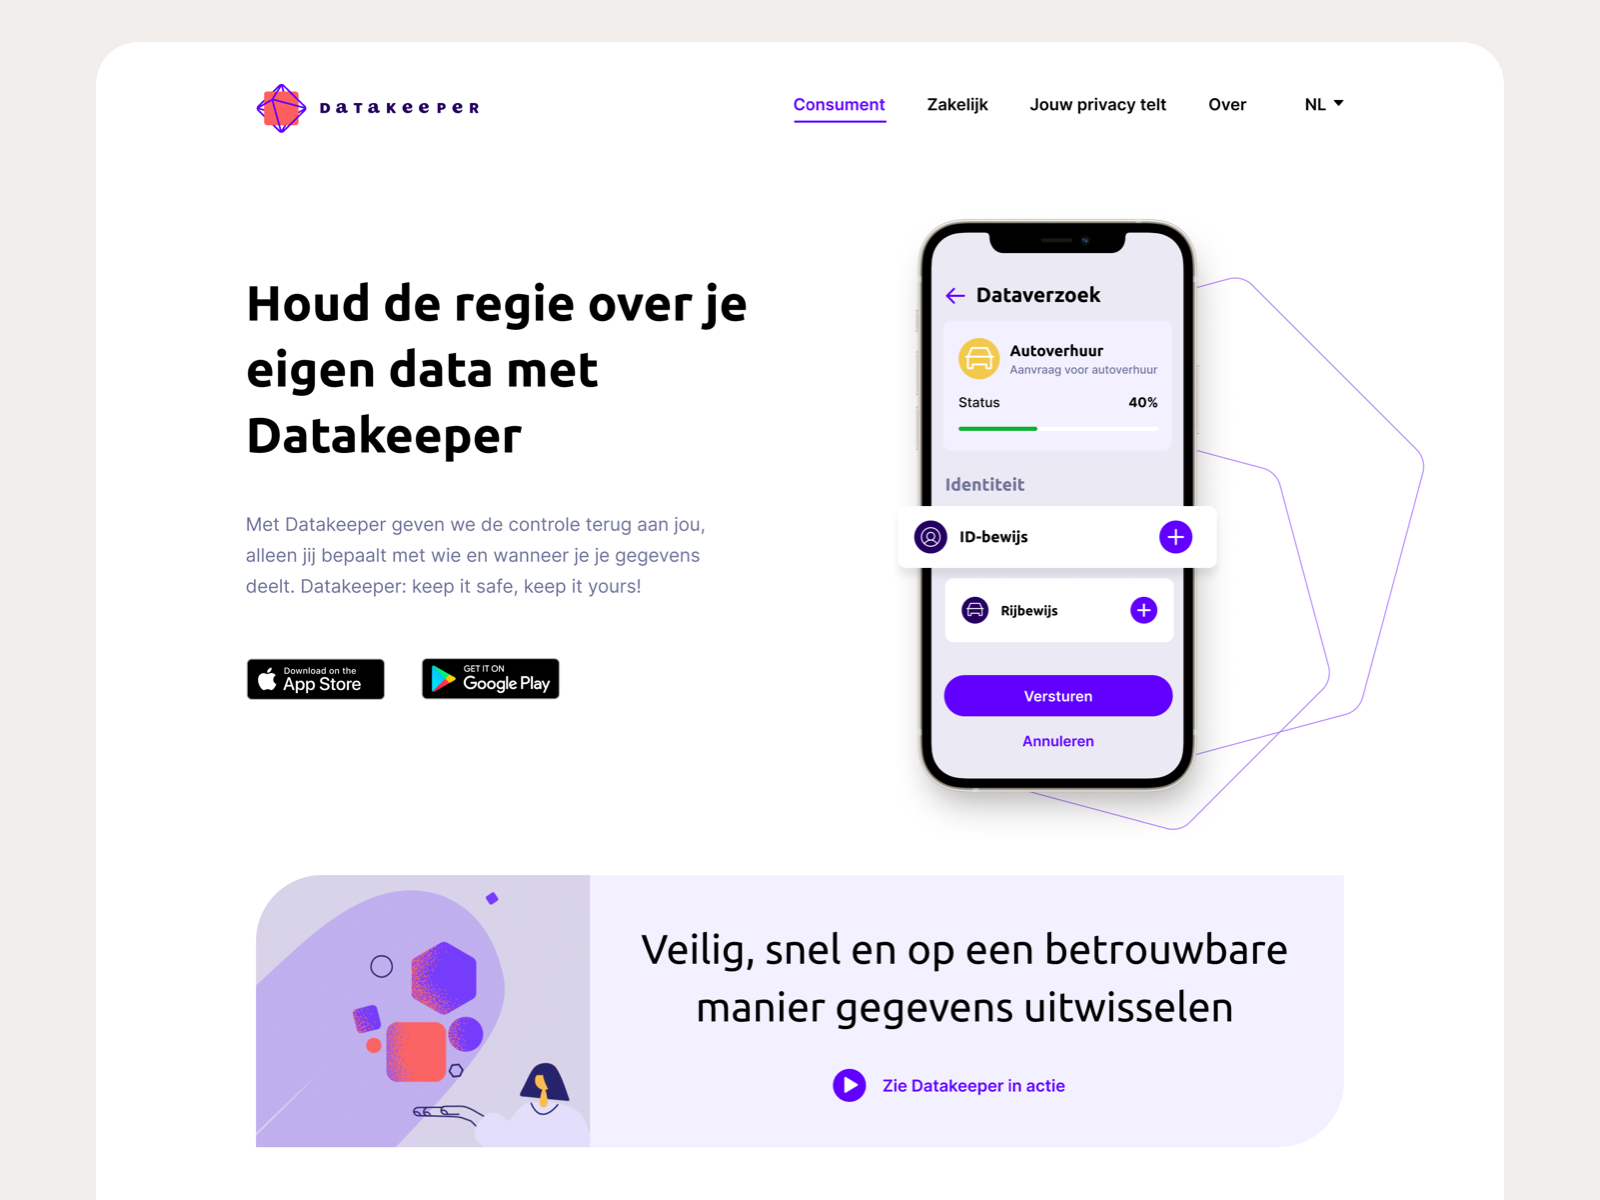 DATAKEEPER
Consument
Zakelijk
Jouw privacy telt
Over
NL
Houd de regie over je
eigen data met
Datakeeper
Met Datakeeper geven we de controle terug aan jou,
alleen jij bepaalt met wie en wanneer je je gegevens
deelt. Datakeeper: keep it safe, keep it yours!
Download on the
App Store
GET IT ON
Google Play
Dataverzoek
Autoverhuur
Aanvraag voor autoverhuur
Status 40%
Identiteit
ID-bewijs
Rijbewijs
Versturen
Annuleren
Veilig, snel en op een betrouwbare
manier gegevens uitwisselen
Zie Datakeeper in actie